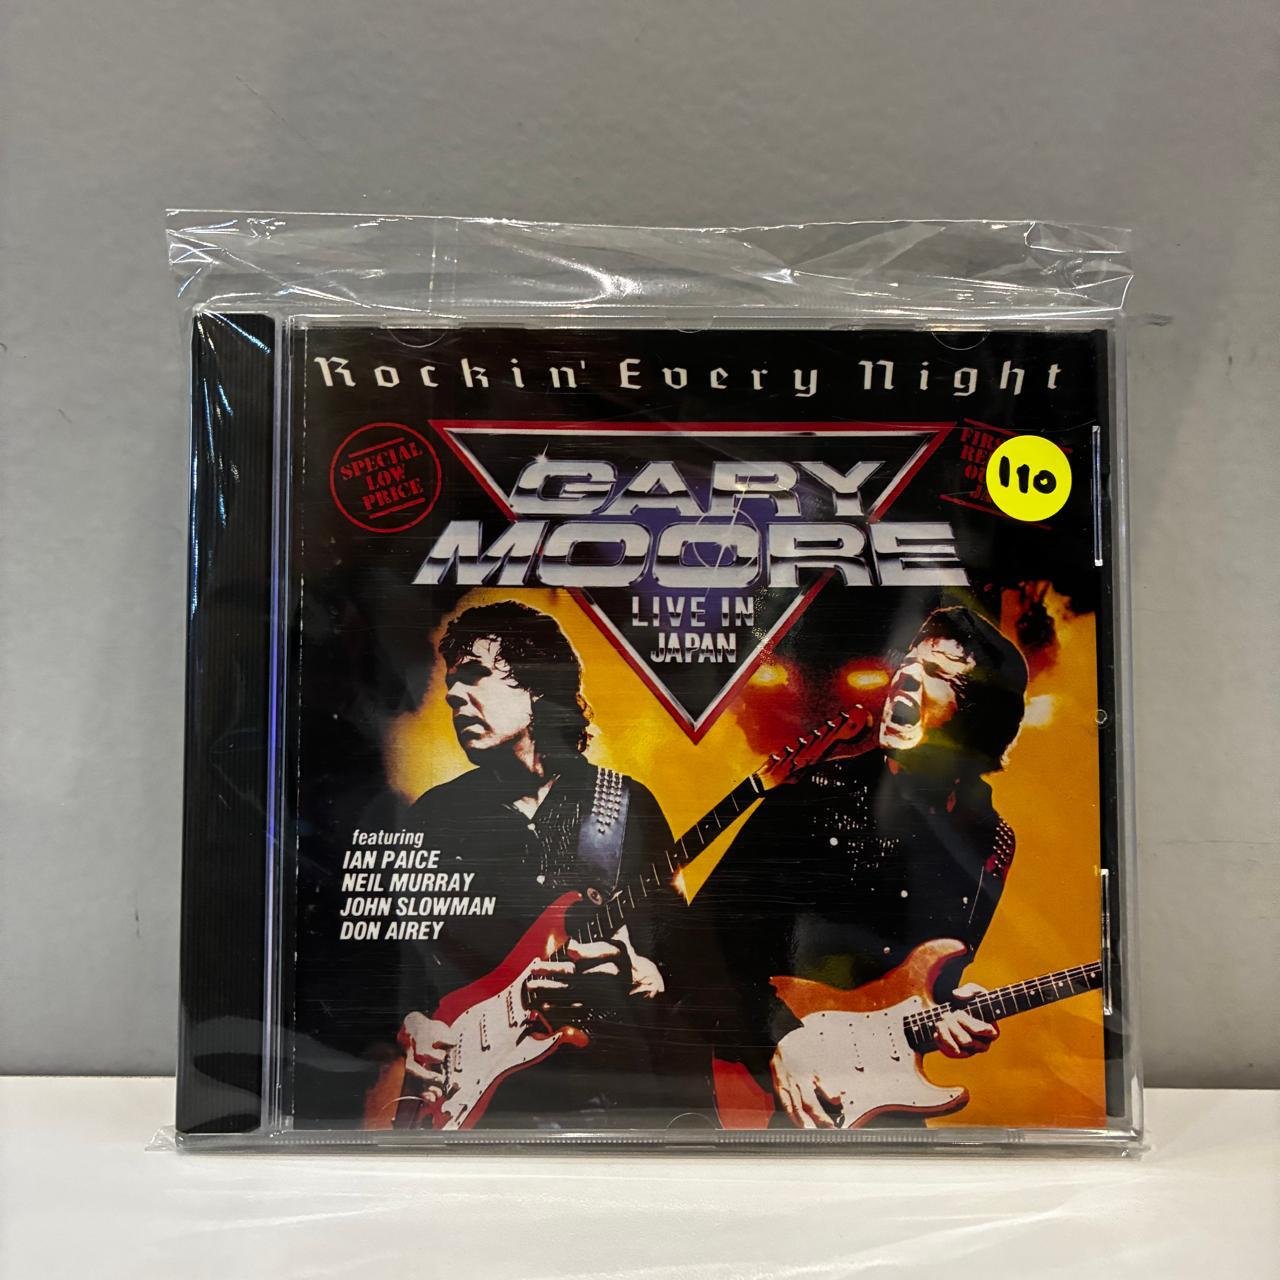 Rockin' Every Night
SPECIAL
LOW
PRICE
GARY
MOORE
LIVE IN
JAPAN
110
featuring
IAN PAICE
NEIL MURRAY
JOHN SLOWMAN
DON AIREY